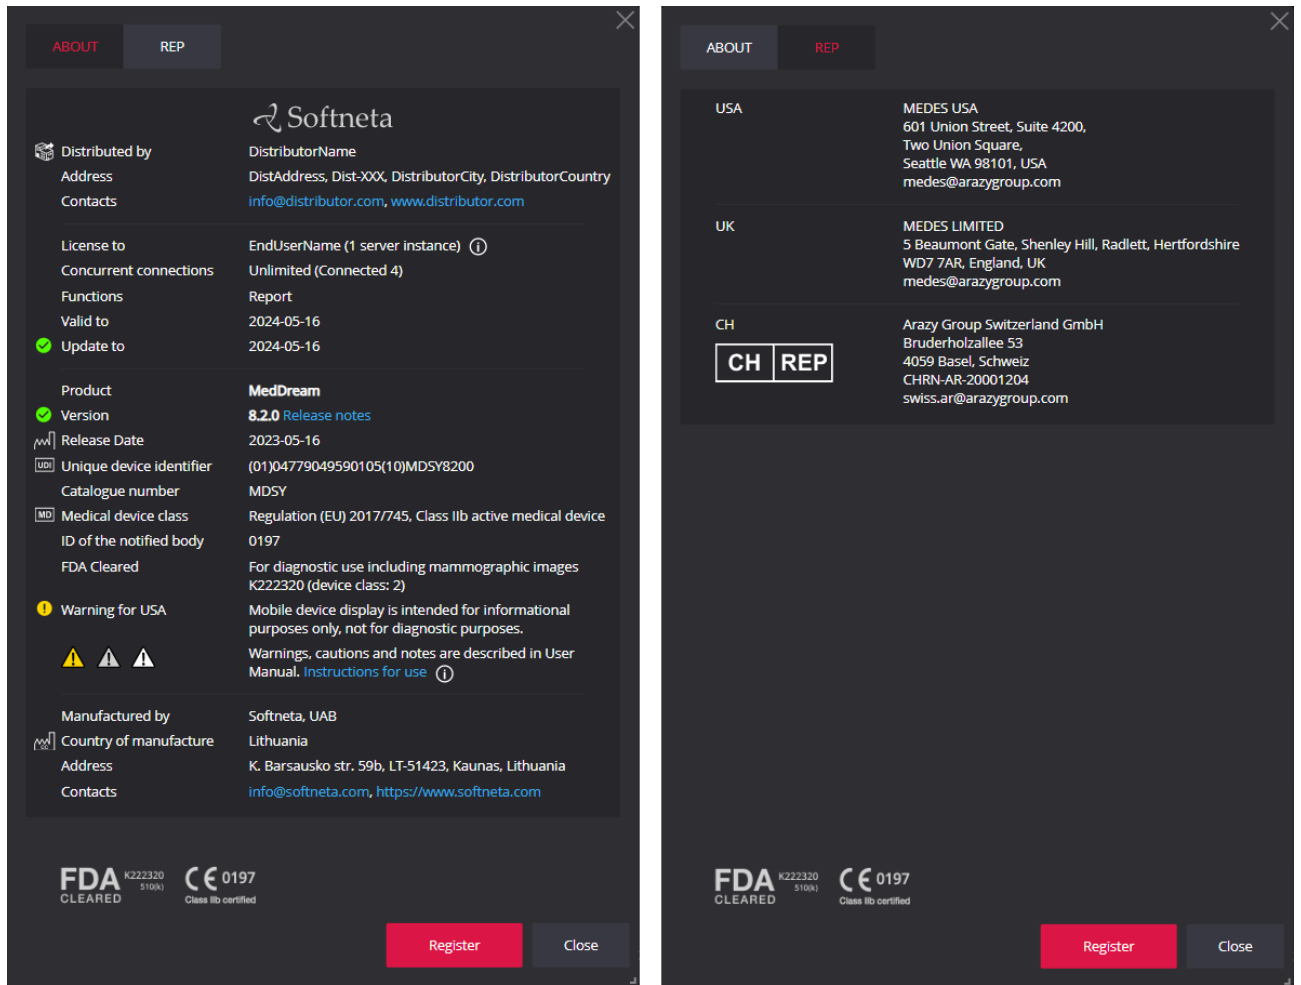 ABOUT REP
Softneta
Distributed by DistributorName
Address DistAddress, Dist-XXX, DistributorCity, DistributorCountry
Contacts info@distributor.com, www.distributor.com
License to EndUserName (1 server instance)
Concurrent connections Unlimited (Connected 4)
Functions Report
Valid to 2024-05-16
Update to 2024-05-16
Product MedDream
Version 8.2.0 Release notes
Release Date 2023-05-16
UDI Unique device identifier (01)04779049590105(10)MDSY8200
Catalogue number MDSY
MD Medical device class Regulation (EU) 2017/745, Class IIb active medical device
ID of the notified body 0197
FDA Cleared For diagnostic use including mammographic images
K222320 (device class: 2)
Warning for USA Mobile device display is intended for informational
purposes only, not for diagnostic purposes.
Warnings, cautions and notes are described in User
Manual. Instructions for use
Manufactured by Softneta, UAB
Country of manufacture Lithuania
Address K. Barsausko str. 59b, LT-51423, Kaunas, Lithuania
Contacts info@softneta.com, https://www.softneta.com
FDA K222320 CE 0197
510(k)
CLEARED Class IIb certified
Register Close
ABOUT REP
USA MEDES USA
601 Union Street, Suite 4200,
Two Union Square,
Seattle WA 98101, USA
medes@arazygroup.com
UK MEDES LIMITED
5 Beaumont Gate, Shenley Hill, Radlett, Hertfordshire
WD7 7AR, England, UK
medes@arazygroup.com
CH Arazy Group Switzerland GmbH
Bruderholzallee 53
CH REP 4059 Basel, Schweiz
CHRN-AR-20001204
swiss.ar@arazygroup.com
FDA K222320 CE 0197
510(k)
CLEARED Class IIb certified
Register Close